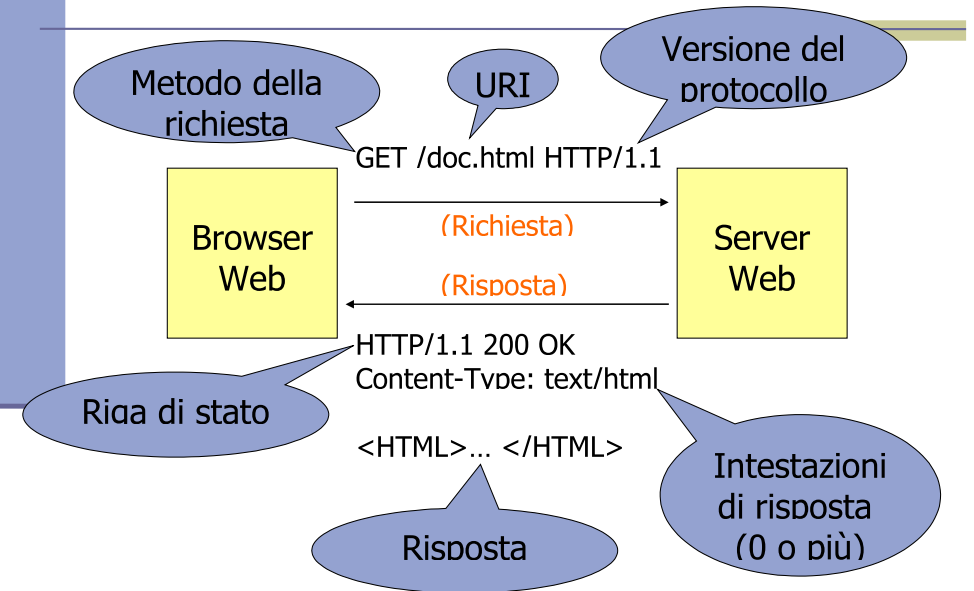 Metodo della
richiesta
URI
Versione del
protocollo
GET /doc.html HTTP/1.1
Browser
Web
(Richiesta)
(Risposta)
Server
Web
HTTP/1.1 200 OK
Content-Type: text/html
Riga di stato
<HTML>… </HTML>
Intestazioni
di risposta
(0 o più)
Risposta